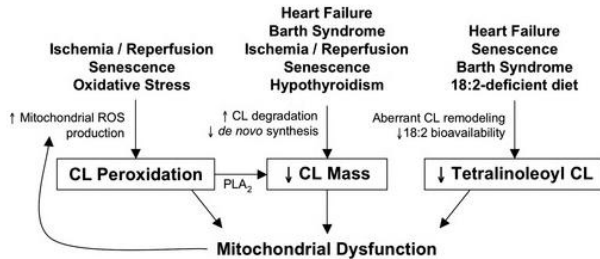 Ischemia / Reperfusion
Senescence
Oxidative Stress
Heart Failure
Barth Syndrome
Ischemia / Reperfusion
Senescence
Hypothyroidism
Heart Failure
Senescence
Barth Syndrome
18:2-deficient diet
↑ Mitochondrial ROS
production
↑ CL degradation
↓ de novo synthesis
Aberrant CL remodeling
↓18:2 bioavailability
CL Peroxidation
PLA₂
↓ CL Mass
↓ Tetralinoleoyl CL
Mitochondrial Dysfunction